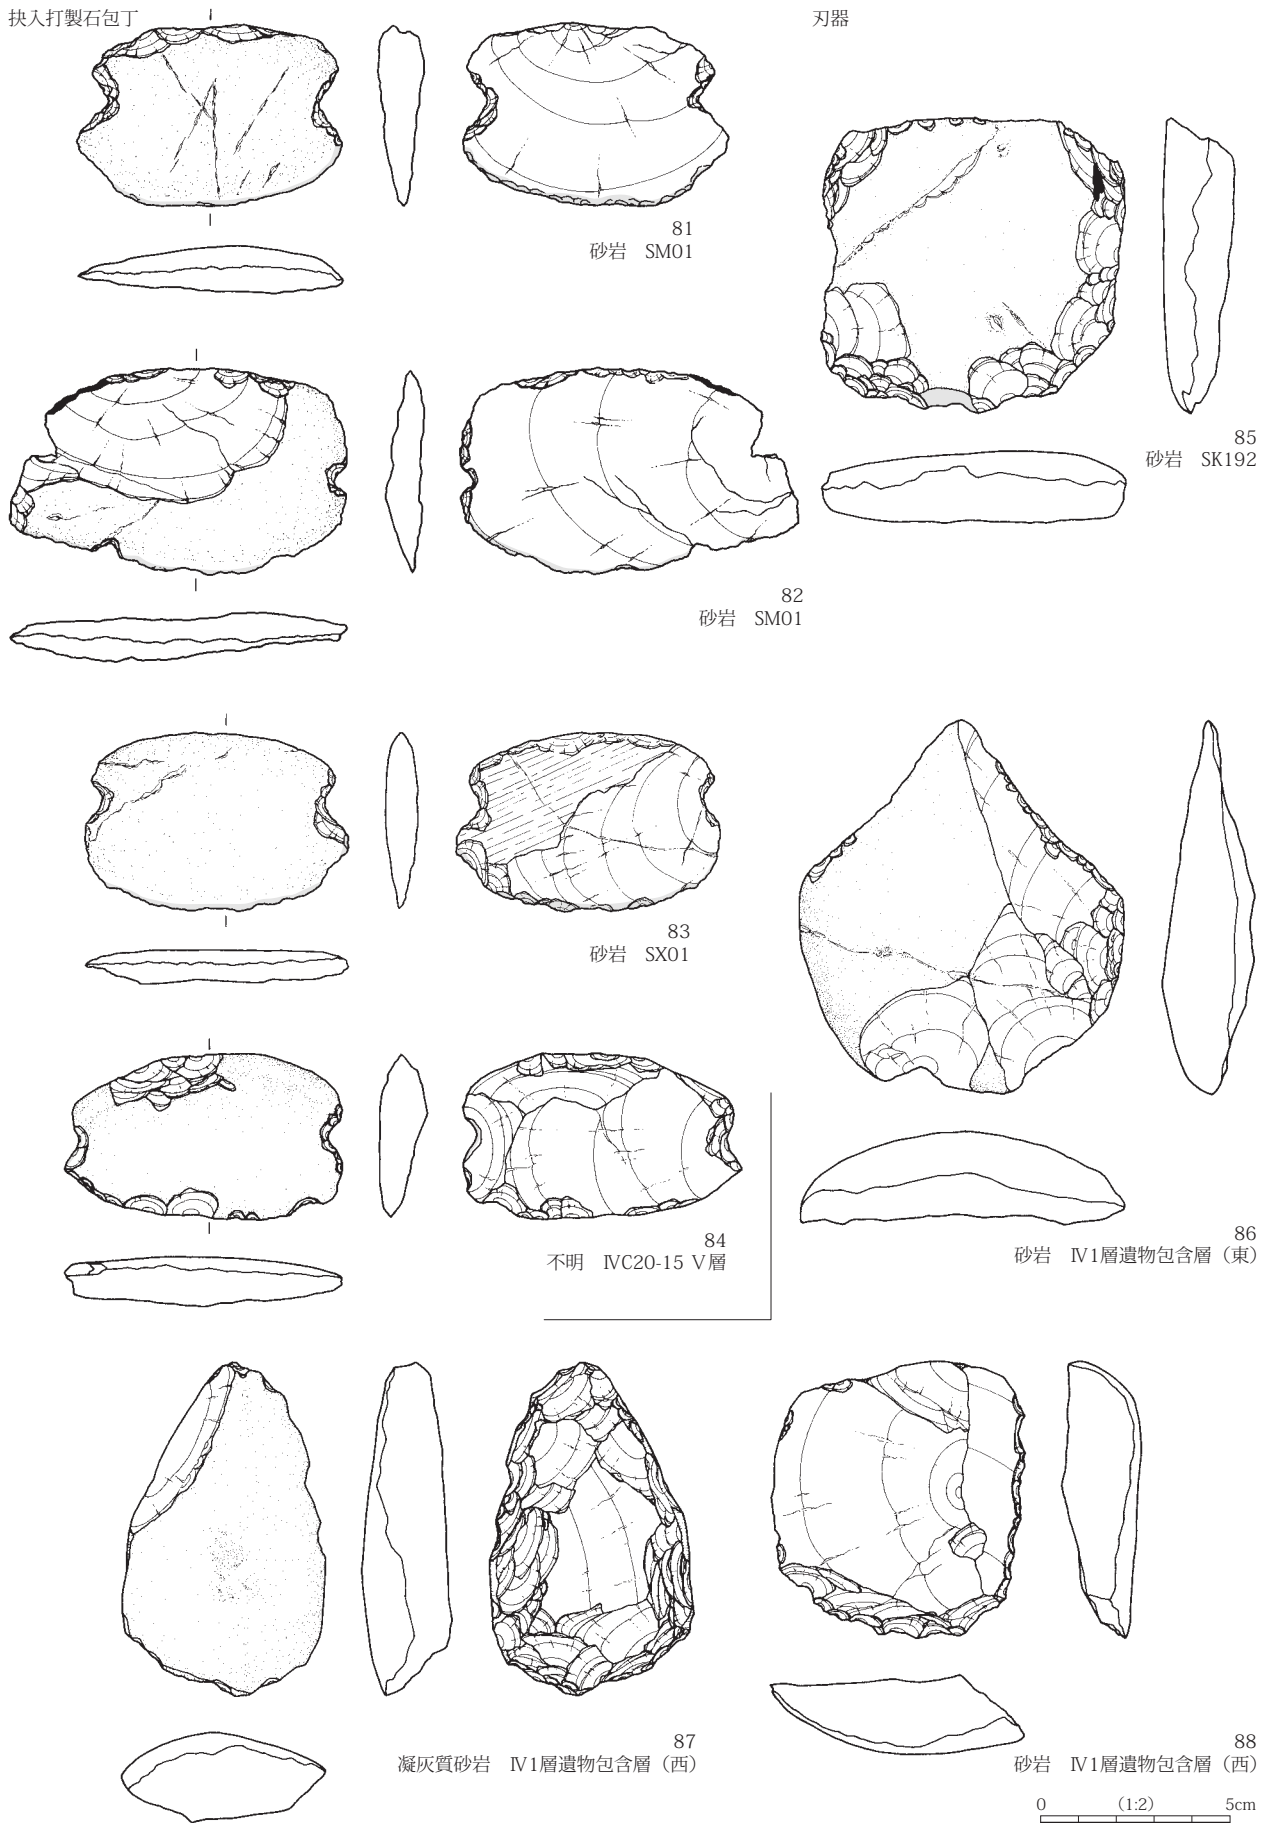 抉入打製石包丁
刃器
81
砂岩　SM01
82
砂岩　SM01
83
砂岩　SX01
84
不明　ⅣC20-15 Ⅴ層
85
砂岩　SK192
86
砂岩　Ⅳ1層遺物包含層（東）
87
凝灰質砂岩　Ⅳ1層遺物包含層（西）
88
砂岩　Ⅳ1層遺物包含層（西）
0　(1:2)　5cm